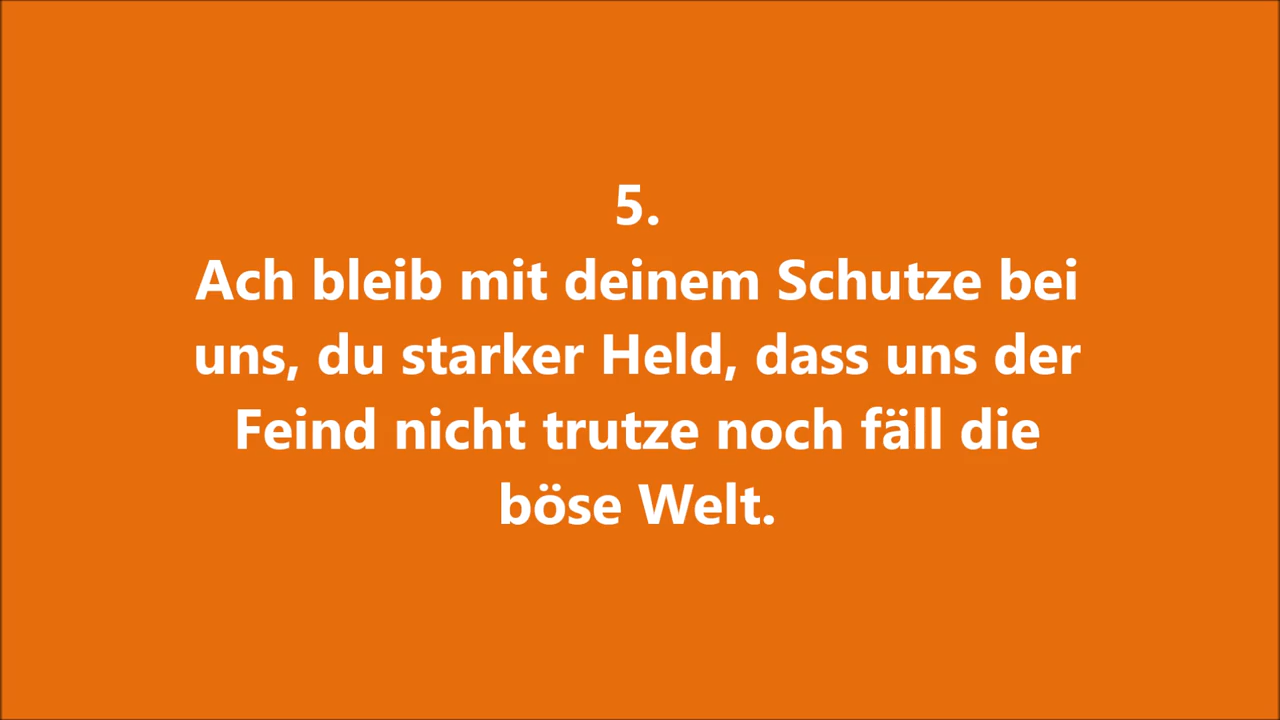 5.
Ach bleib mit deinem Schutze bei
uns, du starker Held, dass uns der
Feind nicht trutze noch fäll die
böse Welt.